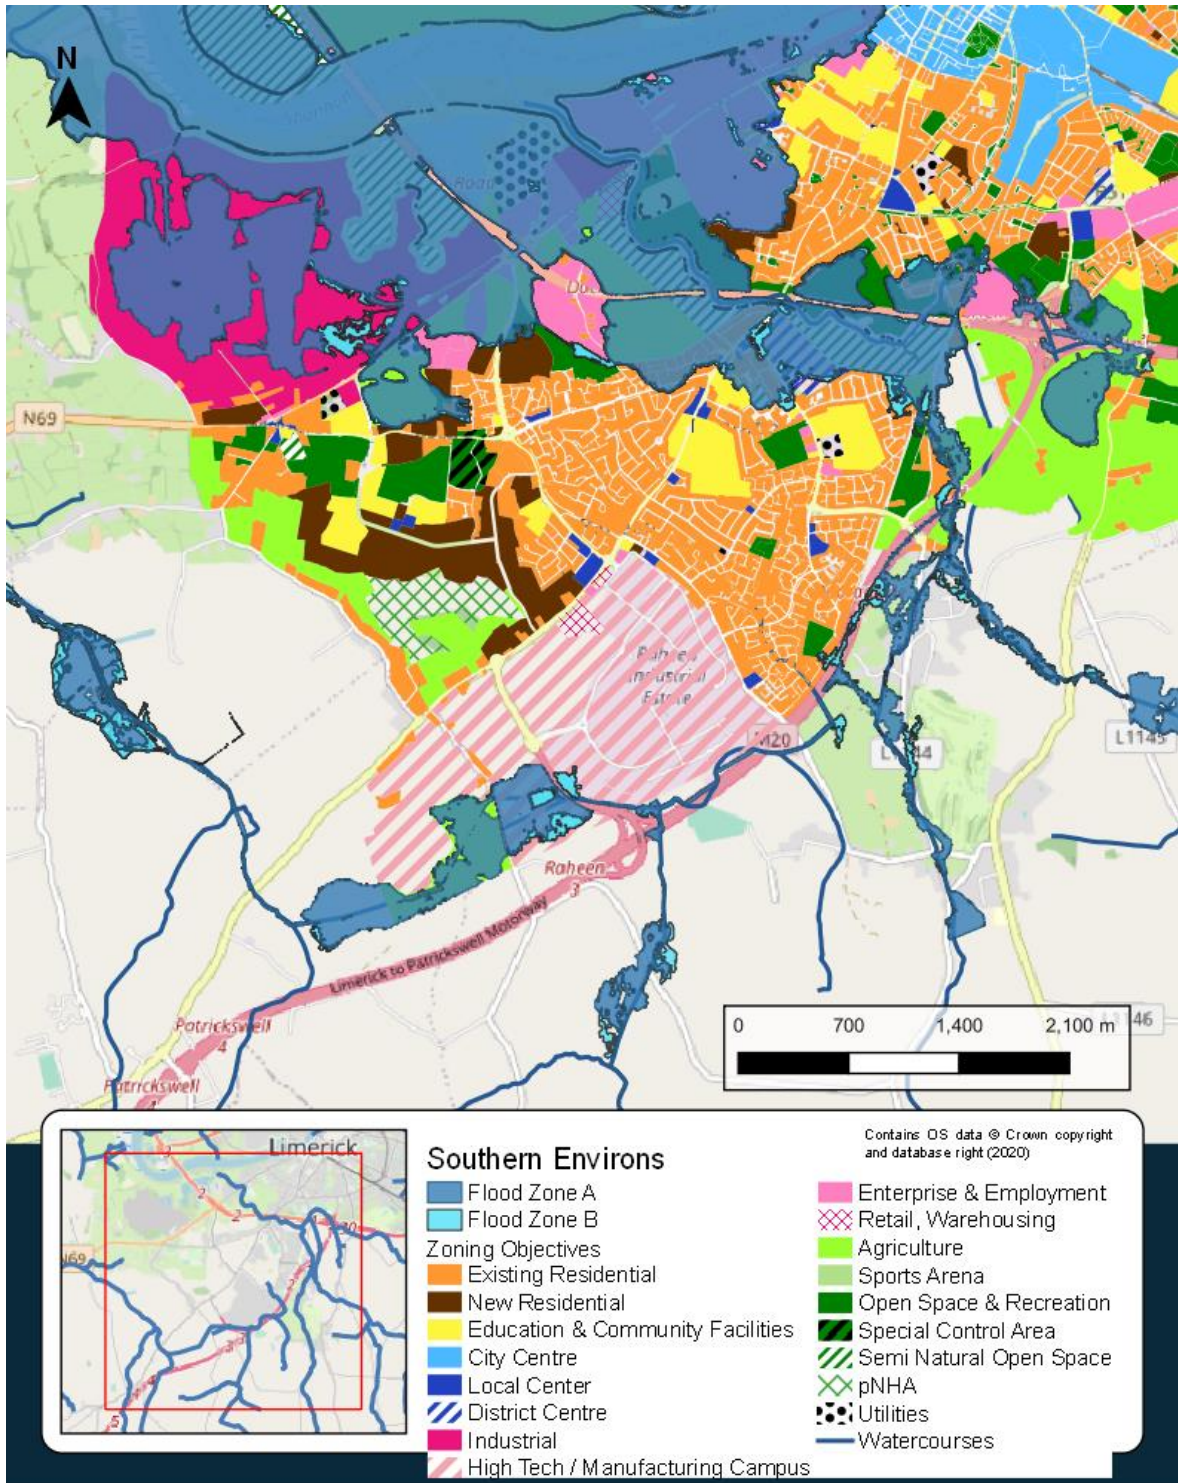 N
Shannon
Road
Doc
N69
Raheen
Industrial
Estate
M20
L1145
Raheen
3
Limerick to Patrickswell Motorway
Patrickswell
4
Patrickswell
0 700 1,400 2,100 m
Contains OS data © Crown copyright
and database right (2020)
Limerick
Southern Environs
Flood Zone A
Flood Zone B
Zoning Objectives
Existing Residential
New Residential
Education & Community Facilities
City Centre
Local Center
District Centre
Industrial
High Tech / Manufacturing Campus
Enterprise & Employment
Retail, Warehousing
Agriculture
Sports Arena
Open Space & Recreation
Special Control Area
Semi Natural Open Space
pNHA
Utilities
Watercourses